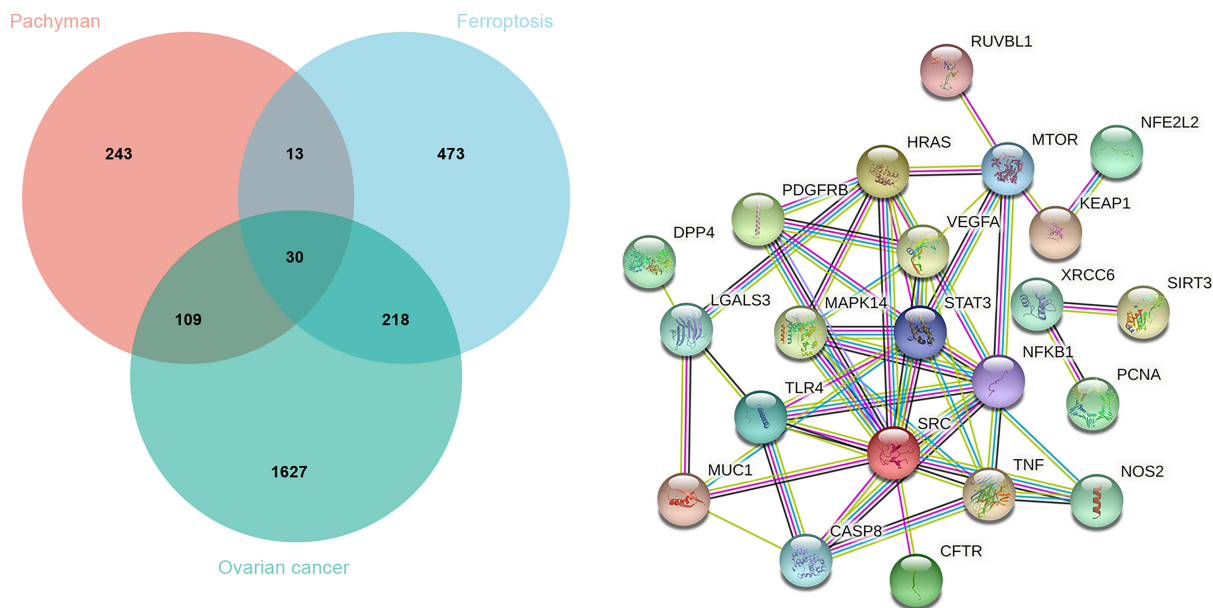 Pachyman
Ferroptosis
243
13
473
30
109
218
1627
Ovarian cancer
RUVBL1
HRAS
MTOR
NFE2L2
PDGFRB
KEAP1
VEGFA
DPP4
XRCC6
SIRT3
LGALS3
MAPK14
STAT3
NFKB1
PCNA
TLR4
SRC
MUC1
TNF
NOS2
CASP8
CFTR